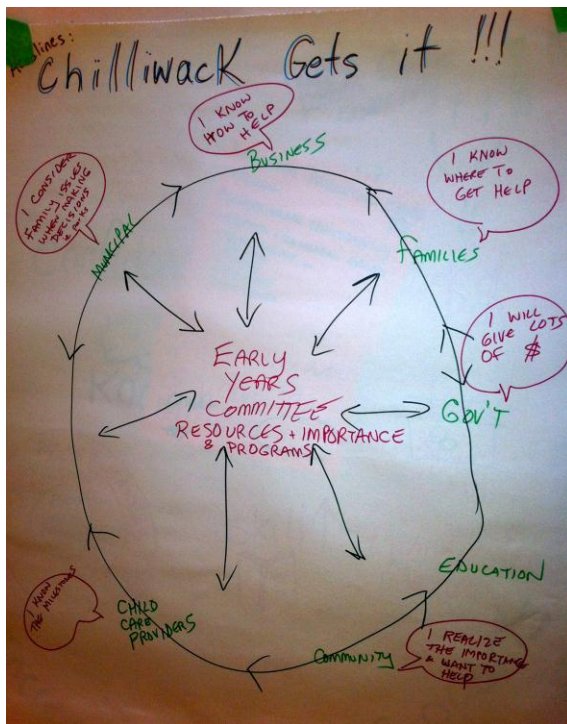 Chilliwack Gets it !!!
I KNOW
HOW TO
HELP
BUSINESS
I KNOW
WHERE TO
GET HELP
FAMILIES
I CONSIDER
FAMILY ISSUES
WHEN MAKING
DECISIONS
MUNICIPAL
I WILL
GIVE LOTS
OF $
GOV'T
EARLY
YEARS
COMMITTEE
RESOURCES + IMPORTANCE
& PROGRAMS
EDUCATION
I KNOW
THE MILESTONES
CHILD
CARE
PROVIDERS
COMMUNITY
I REALIZE
THE IMPORTANCE
& WANT TO
HELP